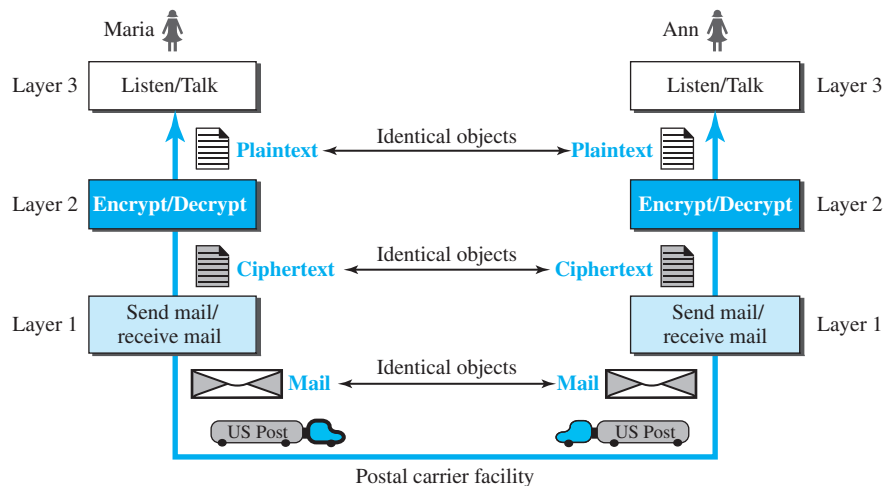 Maria Ann
Layer 3 Listen/Talk Listen/Talk Layer 3
Plaintext Identical objects Plaintext
Layer 2 Encrypt/Decrypt Encrypt/Decrypt Layer 2
Ciphertext Identical objects Ciphertext
Layer 1 Send mail/ receive mail Send mail/ receive mail Layer 1
Mail Identical objects Mail
US Post US Post
Postal carrier facility